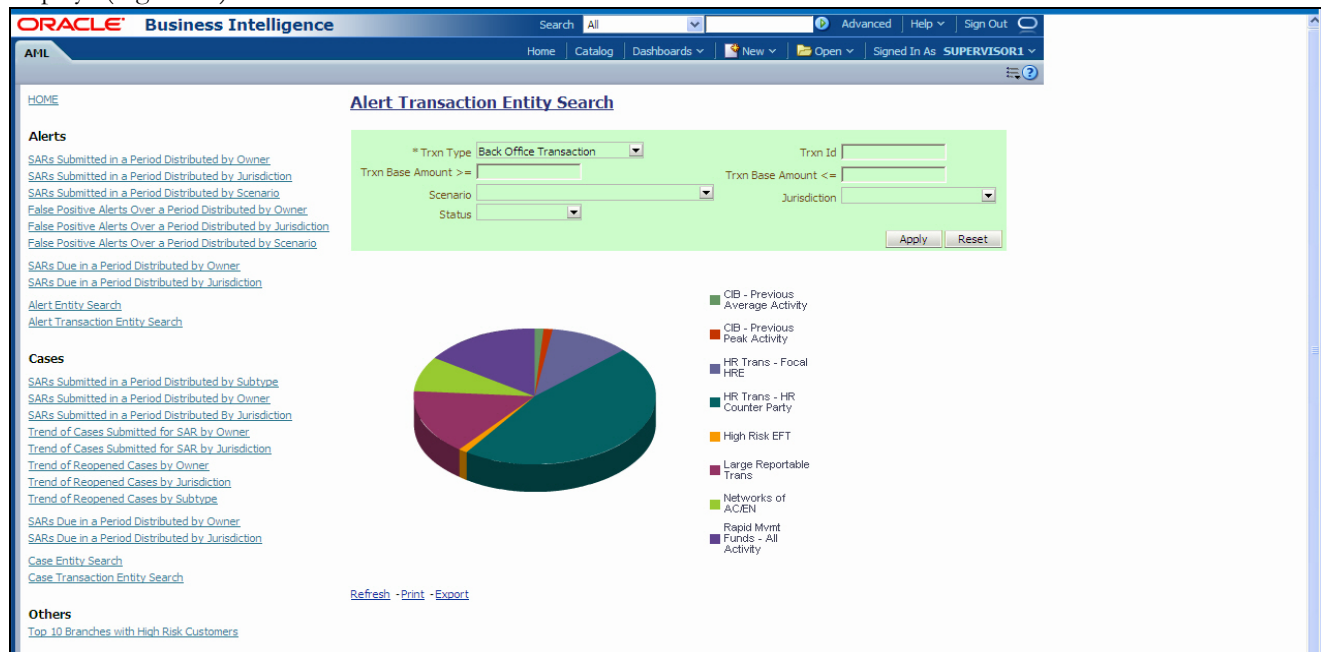 ORACLE Business Intelligence
Search All Advanced Help Sign Out
AML
Home Catalog Dashboards New Open Signed In As SUPERVISOR1
HOME
Alerts
SARs Submitted in a Period Distributed by Owner
SARs Submitted in a Period Distributed by Jurisdiction
SARs Submitted in a Period Distributed by Scenario
False Positive Alerts Over a Period Distributed by Owner
False Positive Alerts Over a Period Distributed by Jurisdiction
False Positive Alerts Over a Period Distributed by Scenario
SARs Due in a Period Distributed by Owner
SARs Due in a Period Distributed by Jurisdiction
Alert Entity Search
Alert Transaction Entity Search
Cases
SARs Submitted in a Period Distributed by Subtype
SARs Submitted in a Period Distributed by Owner
SARs Submitted in a Period Distributed By Jurisdiction
Trend of Cases Submitted for SAR by Owner
Trend of Cases Submitted for SAR by Jurisdiction
Trend of Reopened Cases by Owner
Trend of Reopened Cases by Jurisdiction
Trend of Reopened Cases by Subtype
SARs Due in a Period Distributed by Owner
SARs Due in a Period Distributed by Jurisdiction
Case Entity Search
Case Transaction Entity Search
Others
Top 10 Branches with High Risk Customers
Alert Transaction Entity Search
* Trxn Type Back Office Transaction
Trxn Id
Trxn Base Amount >=
Trxn Base Amount <=
Scenario
Jurisdiction
Status
Apply Reset
CIB - Previous
Average Activity
CIB - Previous
Peak Activity
HR Trans - Focal
HRE
HR Trans - HR
Counter Party
High Risk EFT
Large Reportable
Trans
Networks of
AC/EN
Rapid Mvmt
Funds - All
Activity
Refresh - Print - Export